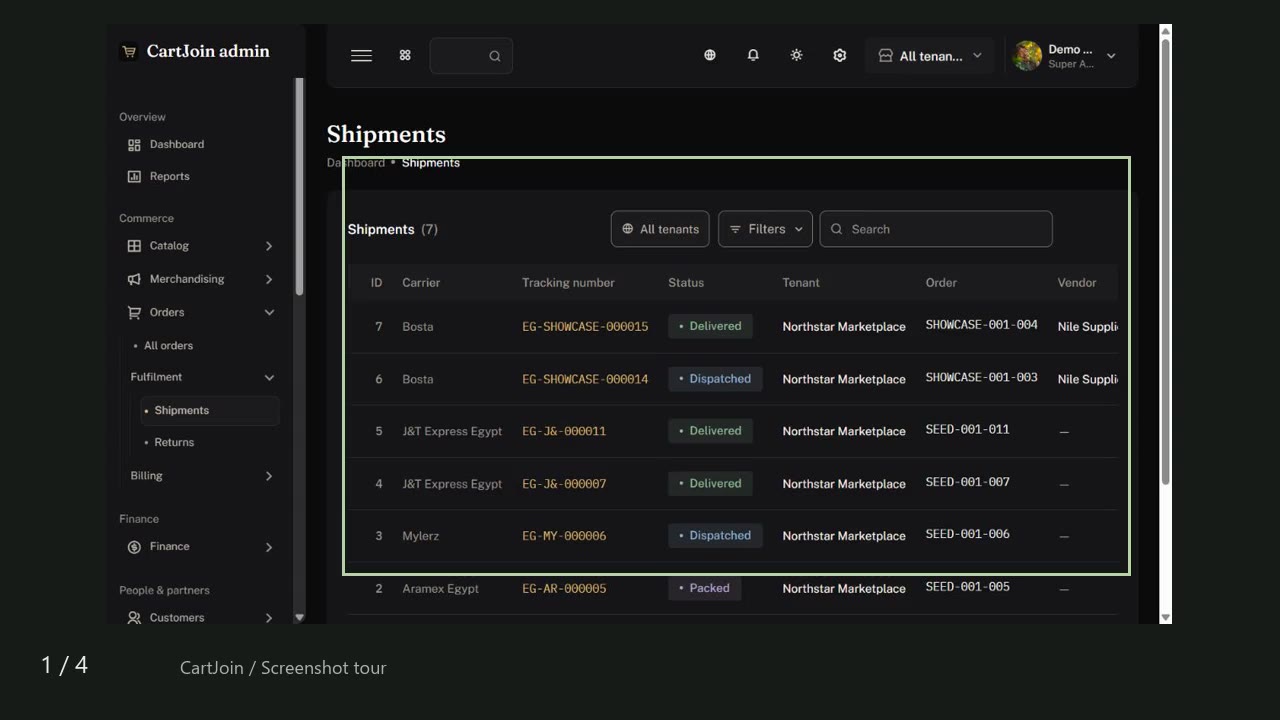 CartJoin admin
All tenan...
Demo ...
Super A...
Overview
Dashboard
Reports
Commerce
Catalog
Merchandising
Orders
• All orders
Fulfilment
• Shipments
• Returns
Billing
Finance
Finance
People & partners
Customers
Shipments
Dashboard • Shipments
Shipments (7)
All tenants
Filters
Search
ID Carrier Tracking number Status Tenant Order Vendor
7 Bosta EG-SHOWCASE-000015 • Delivered Northstar Marketplace SHOWCASE-001-004 Nile Suppli
6 Bosta EG-SHOWCASE-000014 • Dispatched Northstar Marketplace SHOWCASE-001-003 Nile Suppli
5 J&T Express Egypt EG-J&-000011 • Delivered Northstar Marketplace SEED-001-011 —
4 J&T Express Egypt EG-J&-000007 • Delivered Northstar Marketplace SEED-001-007 —
3 Mylerz EG-MY-000006 • Dispatched Northstar Marketplace SEED-001-006 —
2 Aramex Egypt EG-AR-000005 • Packed Northstar Marketplace SEED-001-005 —
1 / 4
CartJoin / Screenshot tour